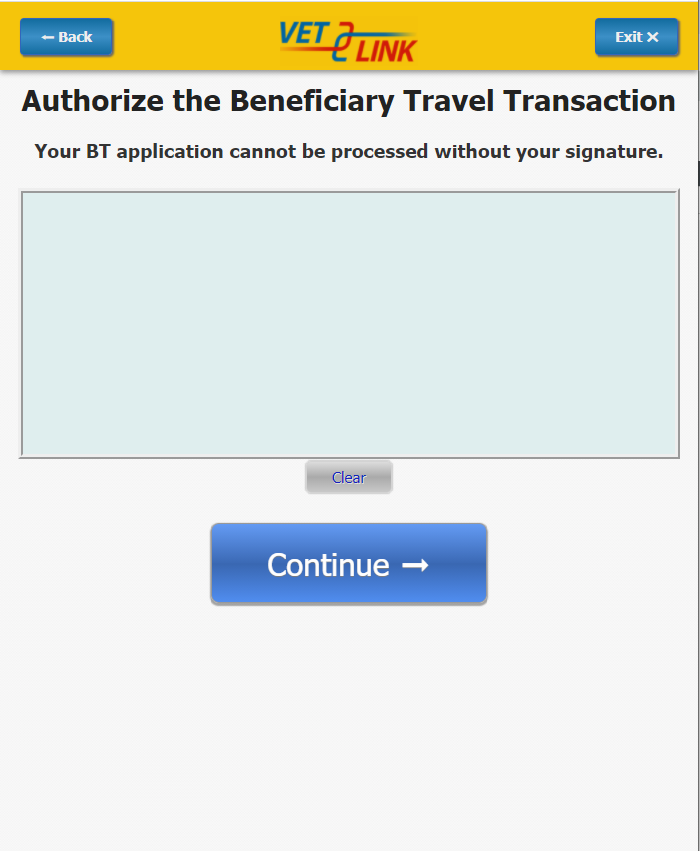 ← Back
VET LINK
Exit ✕
Authorize the Beneficiary Travel Transaction
Your BT application cannot be processed without your signature.
Clear
Continue →